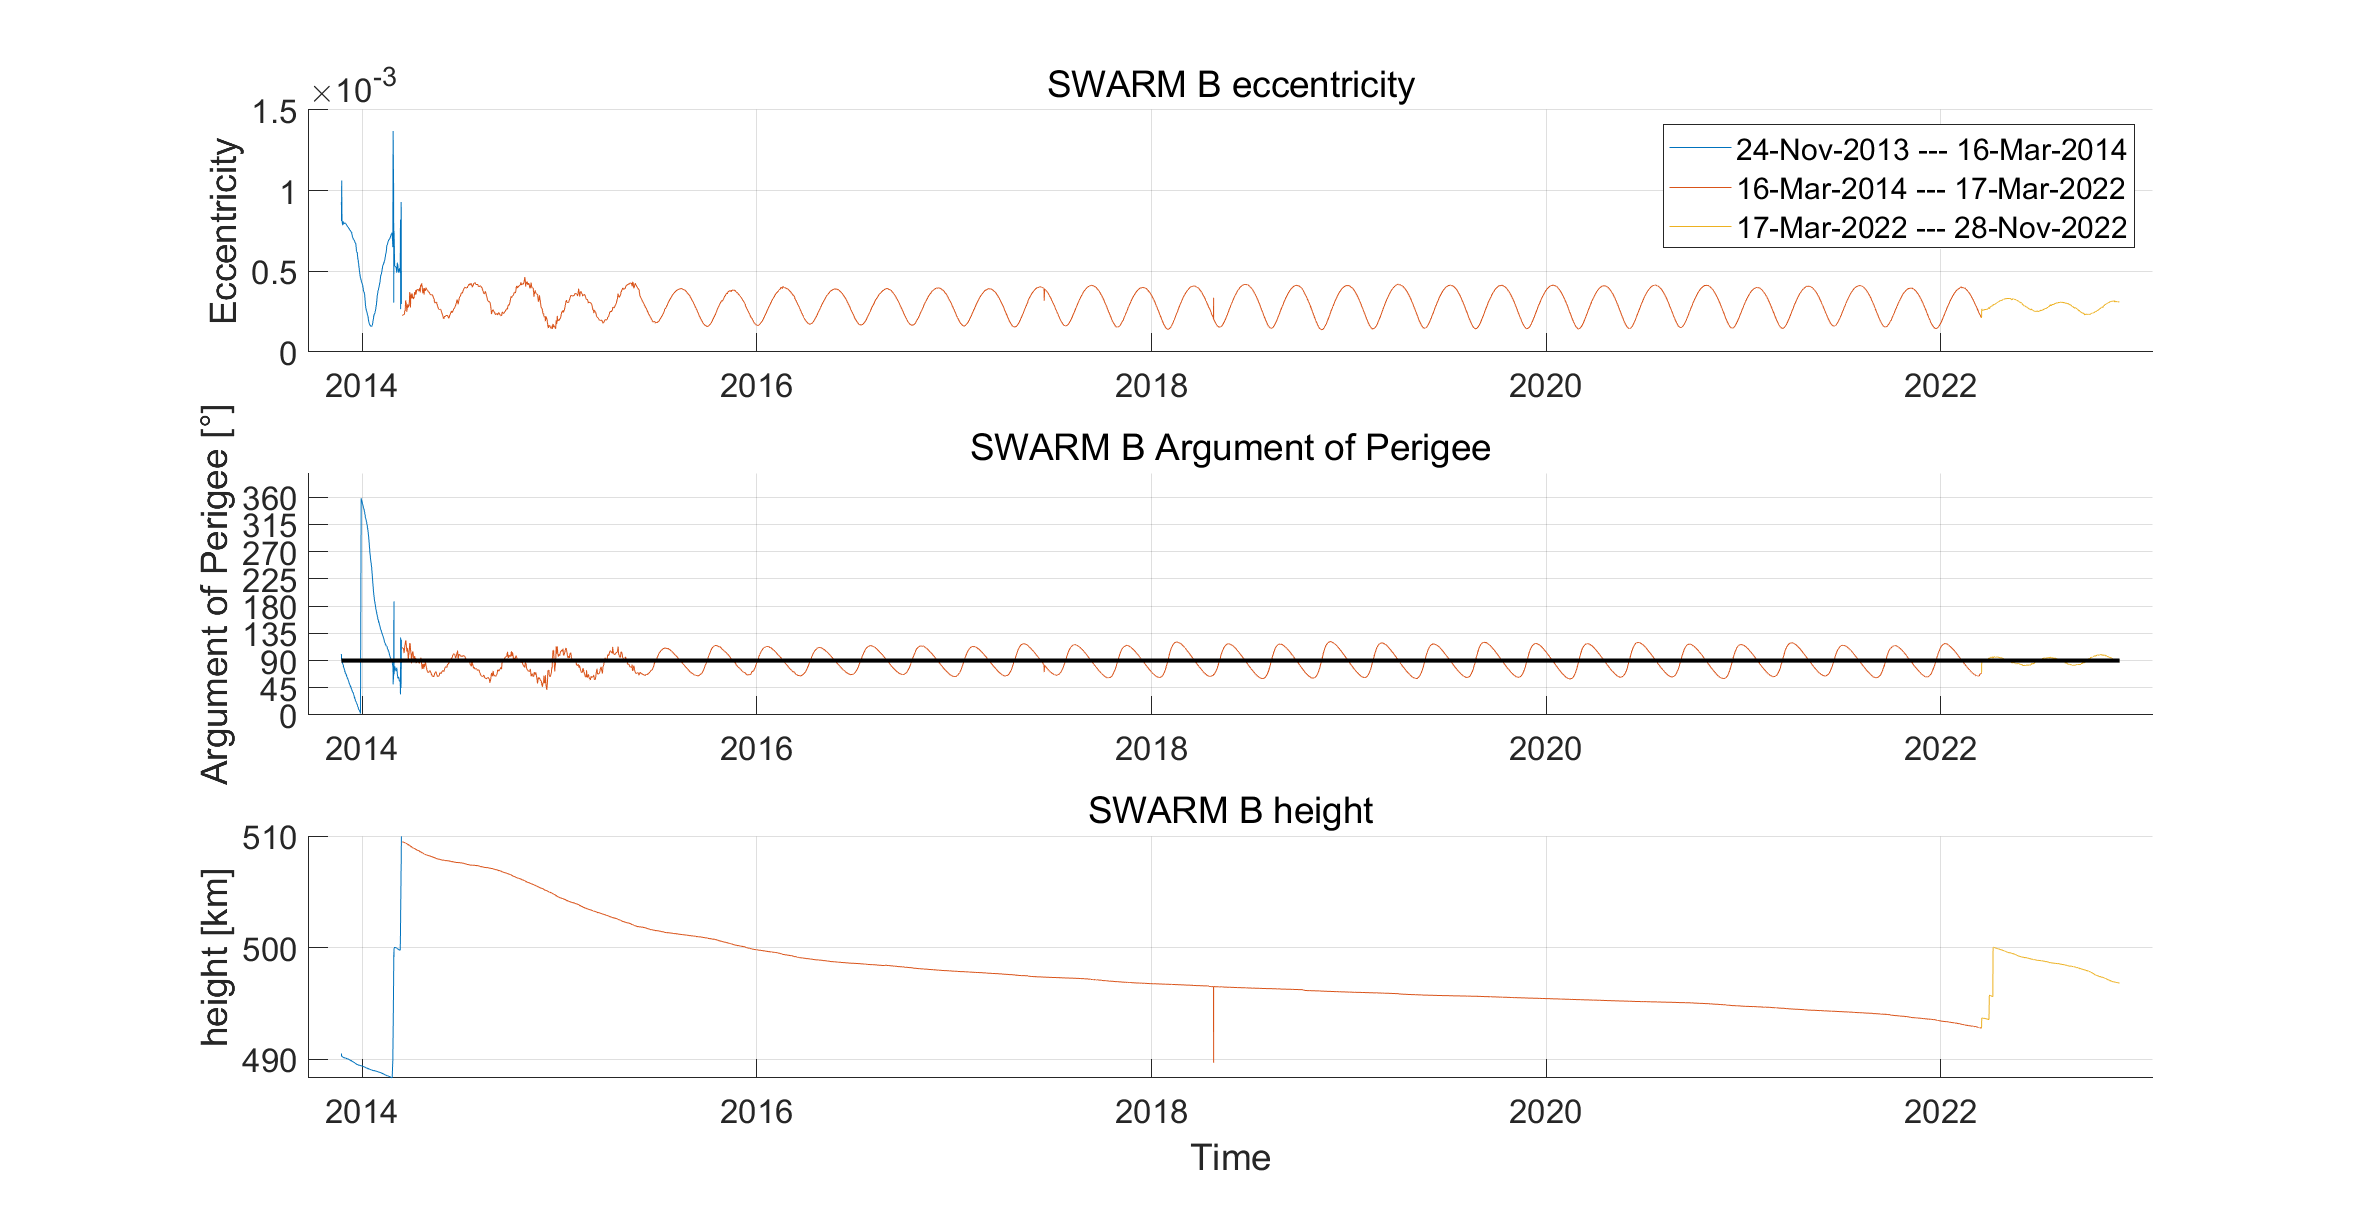 SWARM B eccentricity
×10-3
1.5
1
0.5
0
Eccentricity
24-Nov-2013 --- 16-Mar-2014
16-Mar-2014 --- 17-Mar-2022
17-Mar-2022 --- 28-Nov-2022
2014 2016 2018 2020 2022
SWARM B Argument of Perigee
360
315
270
225
180
135
90
45
0
Argument of Perigee [°]
2014 2016 2018 2020 2022
SWARM B height
510
500
490
height [km]
2014 2016 2018 2020 2022
Time